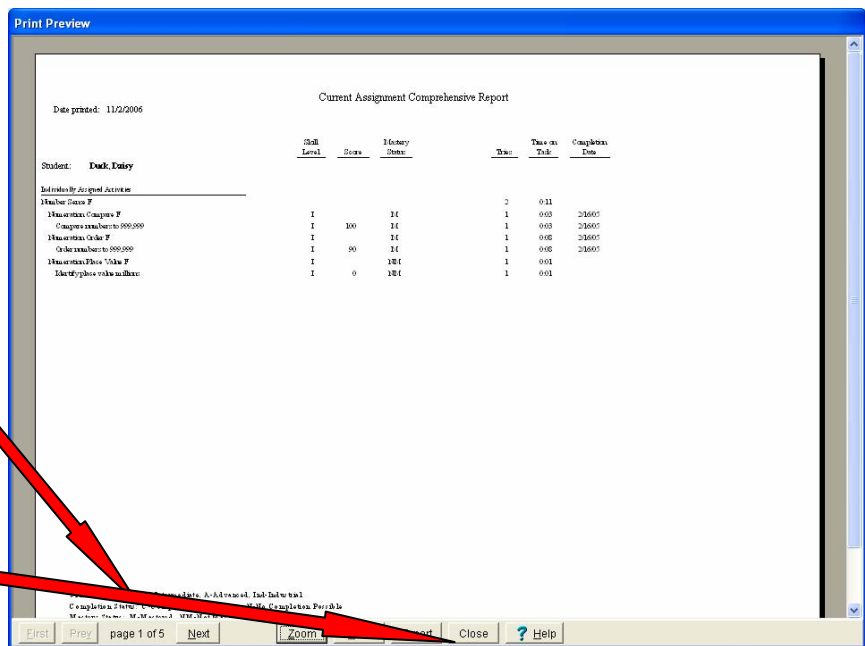 Print Preview
Current Assignment Comprehensive Report
Date printed: 11/2/2006
Skill Mastery Time on Completion
Level Score Status Tries Task Date
Student: Duck, Daisy
Individually Assigned Activities
Number Sense F 2 0:11
Numeration Compare F I M 1 0:03 2/16/05
Compare numbers to 999,999 I 100 M 1 0:03 2/16/05
Numeration Order F I M 1 0:08 2/16/05
Order numbers to 999,999 I 90 M 1 0:08 2/16/05
Numeration Place Value F I NM 1 0:01
Identify place value millions I 0 NM 1 0:01
A-Advanced, Ind-Industrial
Completion Status: No Completion Possible
Mastery Status: M-Mastered,
First Prev page 1 of 5 Next Zoom Close ? Help